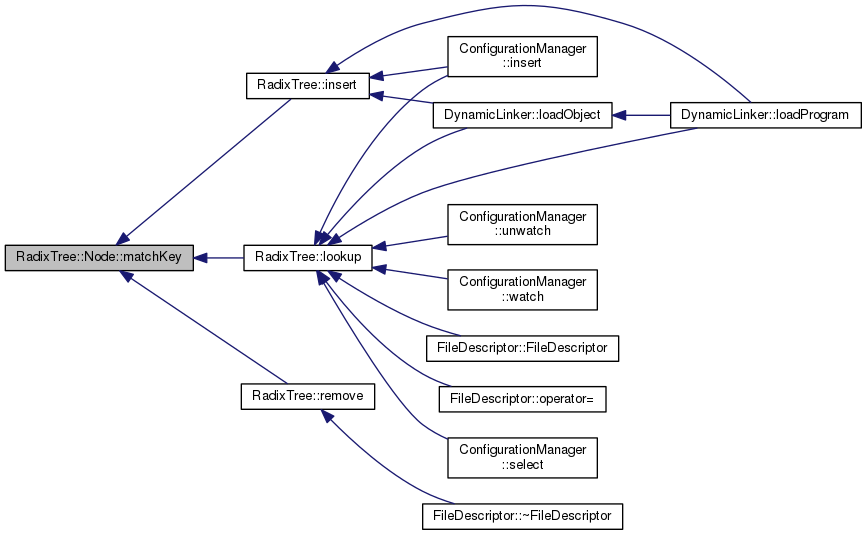 ConfigurationManager
::insert
RadixTree::insert
DynamicLinker::loadObject
DynamicLinker::loadProgram
ConfigurationManager
::unwatch
RadixTree::Node::matchKey
RadixTree::lookup
ConfigurationManager
::watch
FileDescriptor::FileDescriptor
RadixTree::remove
FileDescriptor::operator=
ConfigurationManager
::select
FileDescriptor::~FileDescriptor